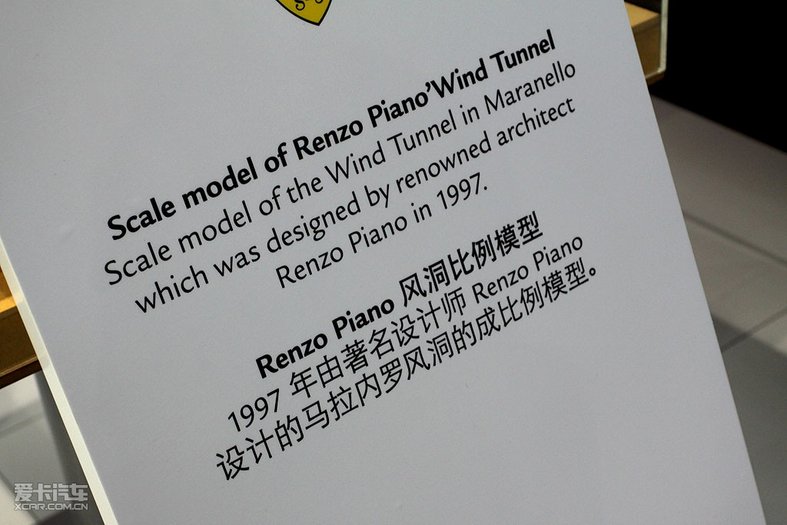 Scale model of Renzo Piano'Wind Tunnel
Scale model of the Wind Tunnel in Maranello
which was designed by renowned architect
Renzo Piano in 1997.
Renzo Piano 风洞比例模型
1997 年由著名设计师 Renzo Piano
设计的马拉内罗风洞的成比例模型。
爱卡汽车
XCAR.COM.CN